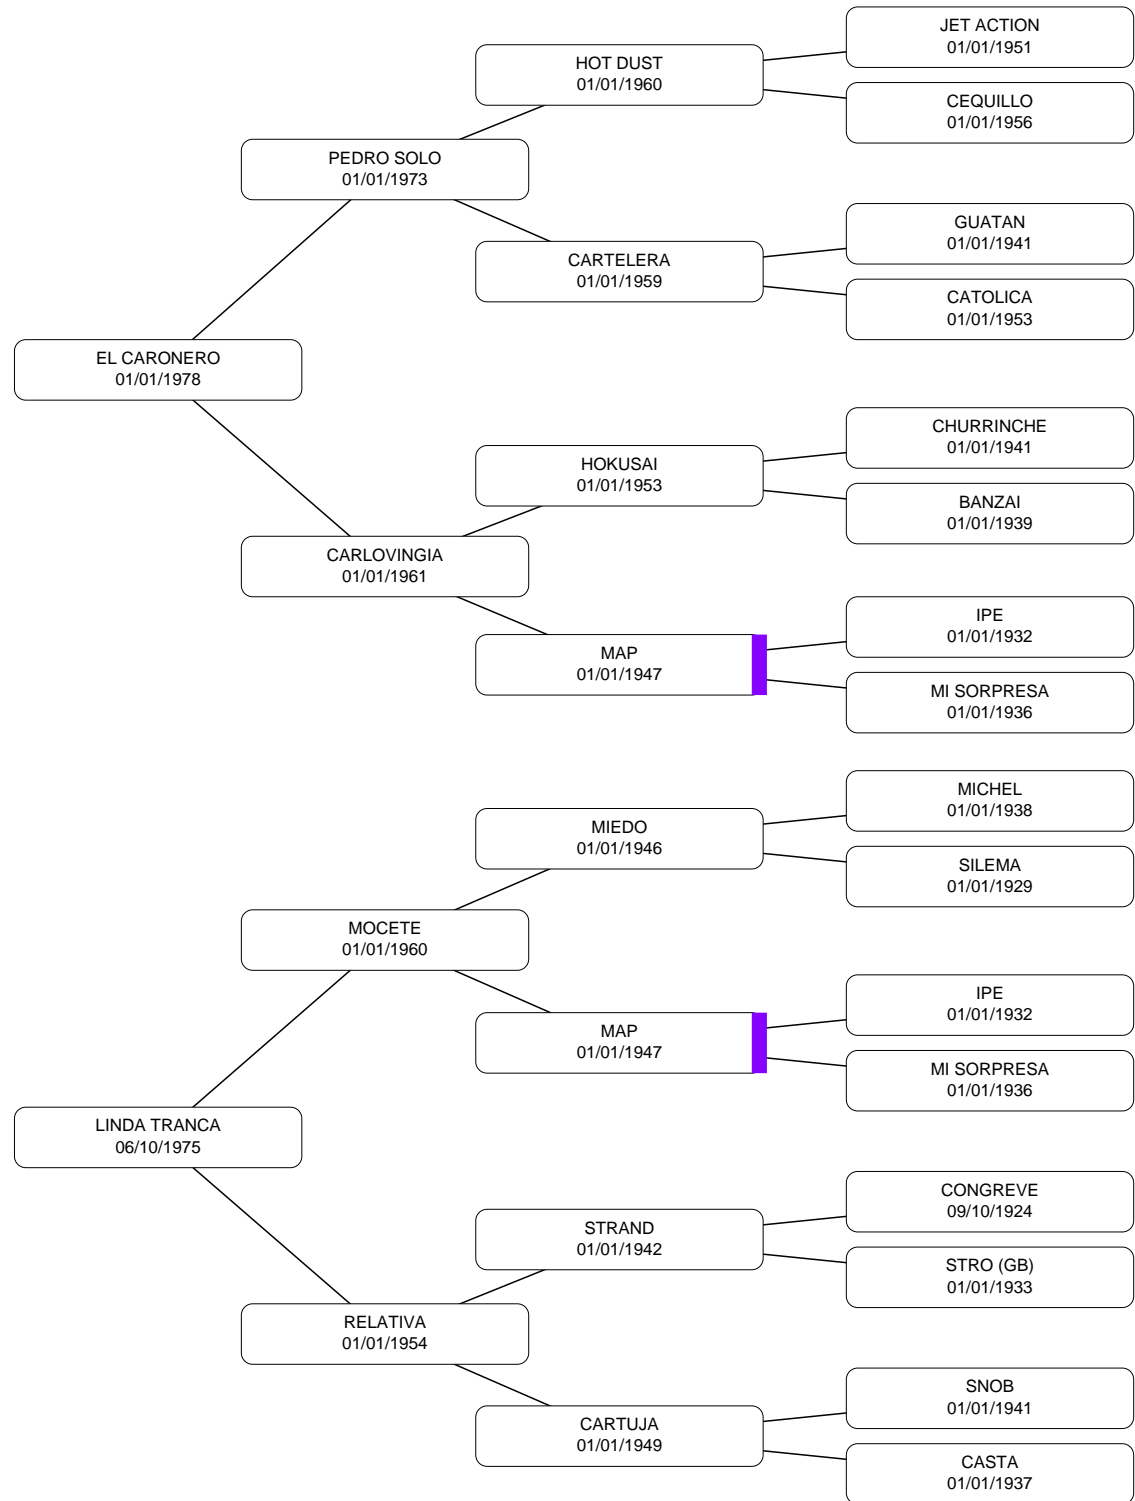 JET ACTION
01/01/1951
HOT DUST
01/01/1960
CEQUILLO
01/01/1956
PEDRO SOLO
01/01/1973
GUATAN
01/01/1941
CARTELERA
01/01/1959
CATOLICA
01/01/1953
EL CARONERO
01/01/1978
CHURRINCHE
01/01/1941
HOKUSAI
01/01/1953
BANZAI
01/01/1939
CARLOVINGIA
01/01/1961
IPE
01/01/1932
MAP
01/01/1947
MI SORPRESA
01/01/1936
MICHEL
01/01/1938
MIEDO
01/01/1946
SILEMA
01/01/1929
MOCETE
01/01/1960
IPE
01/01/1932
MAP
01/01/1947
MI SORPRESA
01/01/1936
LINDA TRANCA
06/10/1975
CONGREVE
09/10/1924
STRAND
01/01/1942
STRO (GB)
01/01/1933
RELATIVA
01/01/1954
SNOB
01/01/1941
CARTUJA
01/01/1949
CASTA
01/01/1937